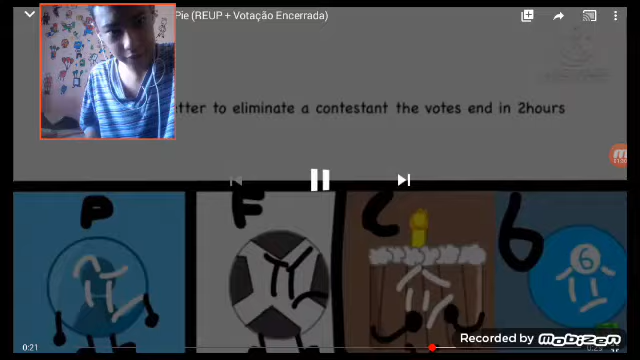 Pie (REUP + Votação Encerrada)
tter to eliminate a contestant the votes end in 2hours
P
F
C
6
6
0:21
Recorded by
MOBIZEN